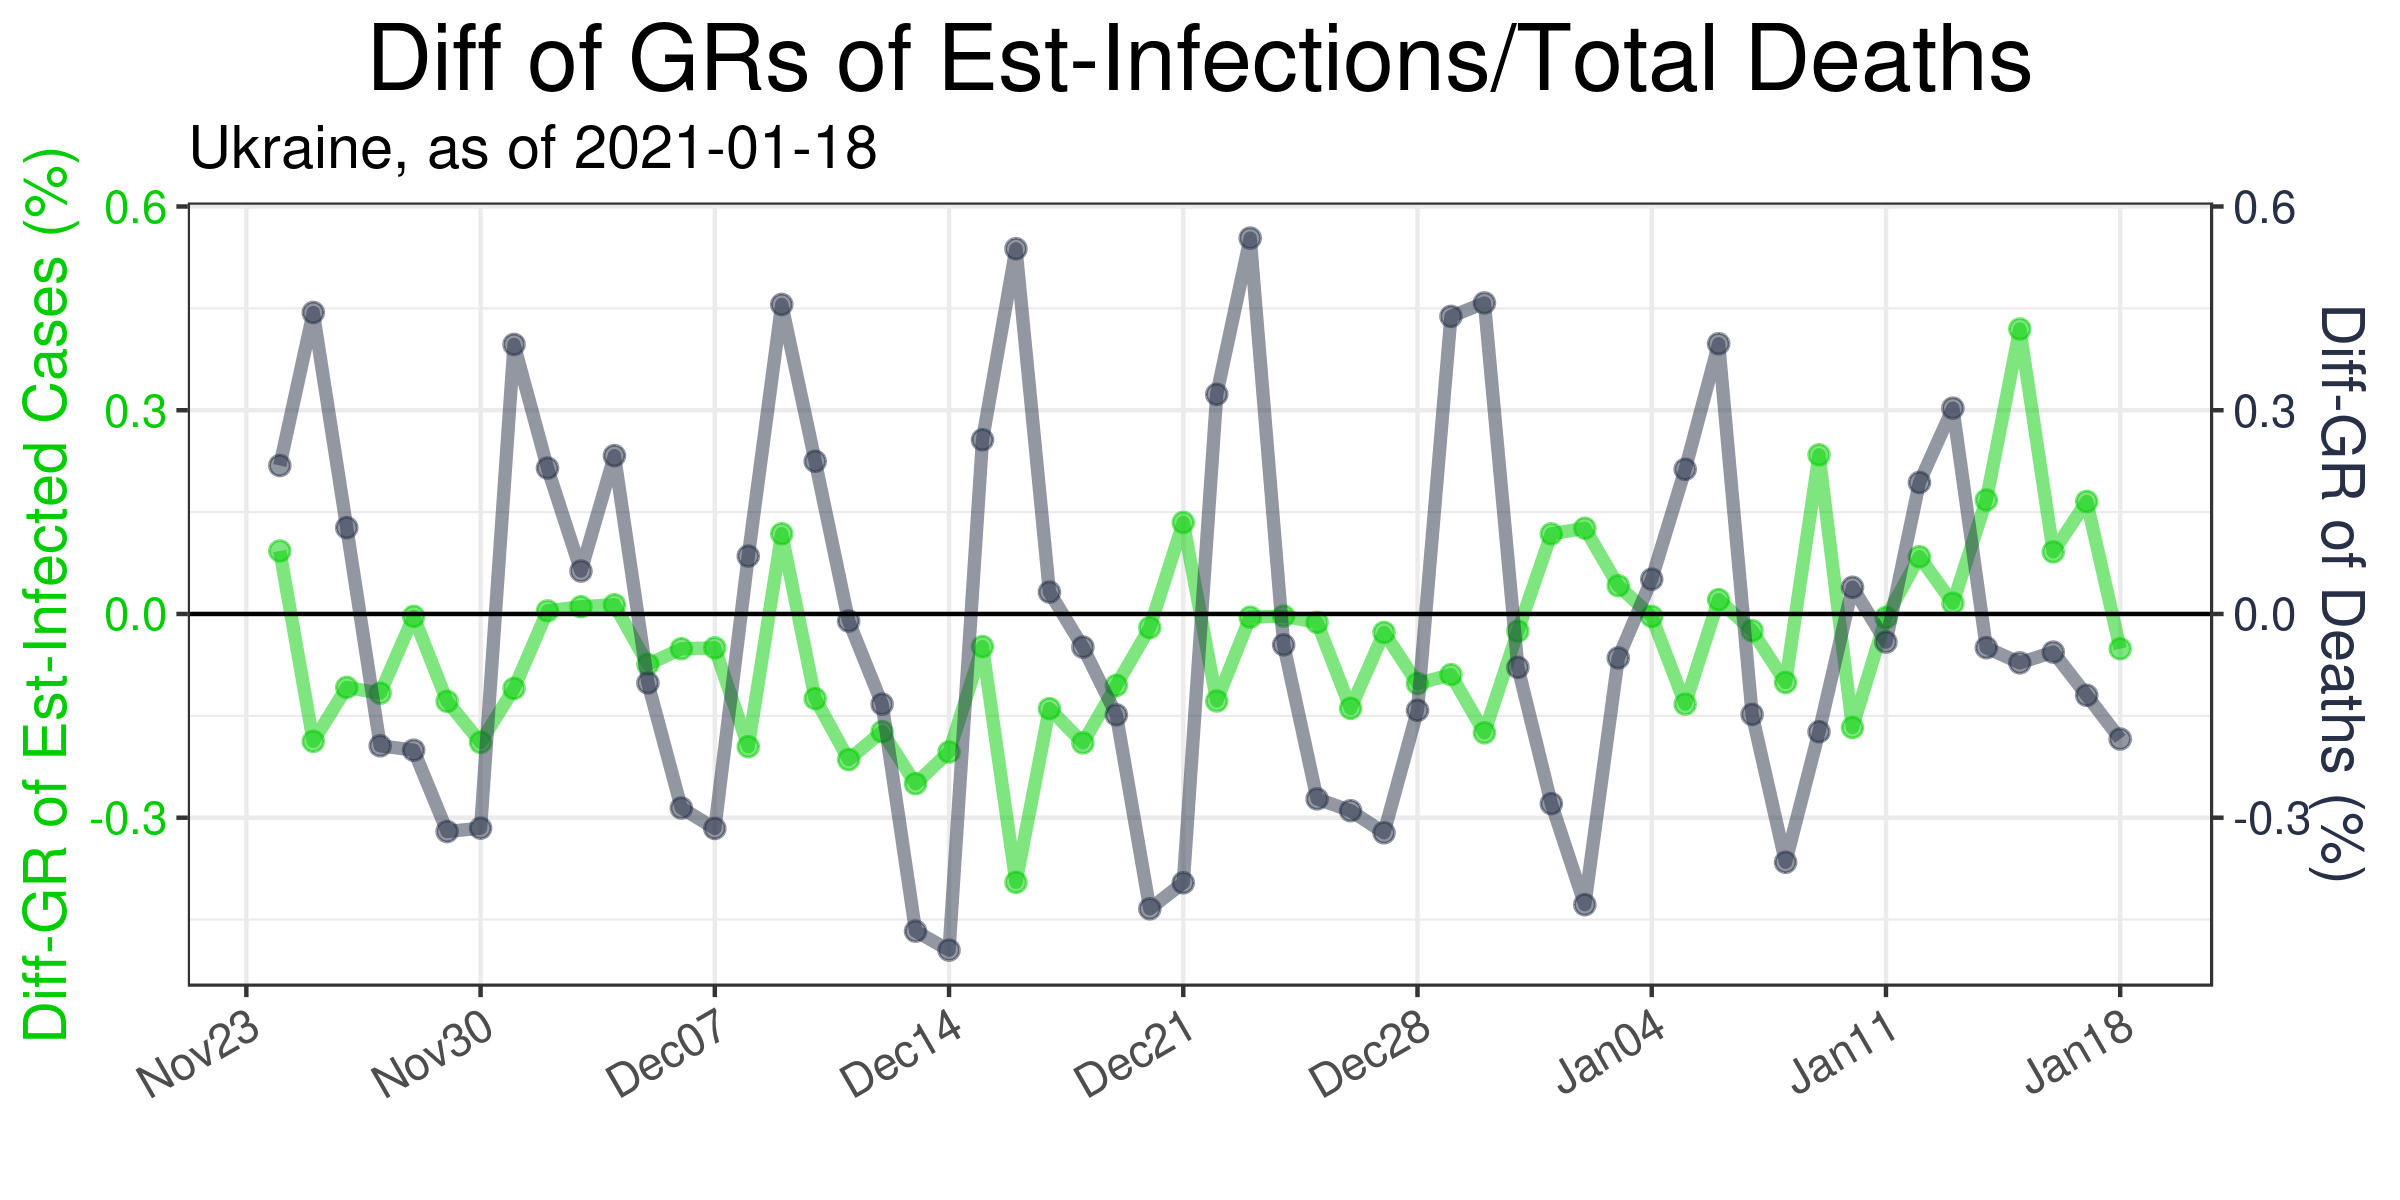 Diff of GRs of Est-Infections/Total Deaths
Ukraine, as of 2021-01-18
Diff-GR of Est-Infected Cases (%)
0.6
0.3
0.0
-0.3
0.6
0.3
0.0
-0.3
Diff-GR of Deaths (%)
Nov23
Nov30
Dec07
Dec14
Dec21
Dec28
Jan04
Jan11
Jan18